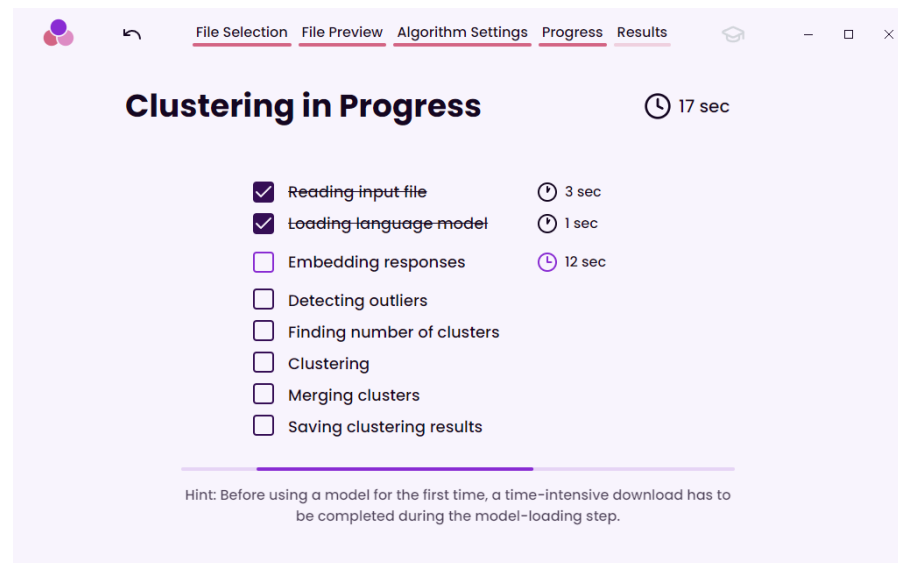 File Selection File Preview Algorithm Settings Progress Results
Clustering in Progress 17 sec
Reading input file 3 sec
Loading language model 1 sec
Embedding responses 12 sec
Detecting outliers
Finding number of clusters
Clustering
Merging clusters
Saving clustering results
Hint: Before using a model for the first time, a time-intensive download has to
be completed during the model-loading step.